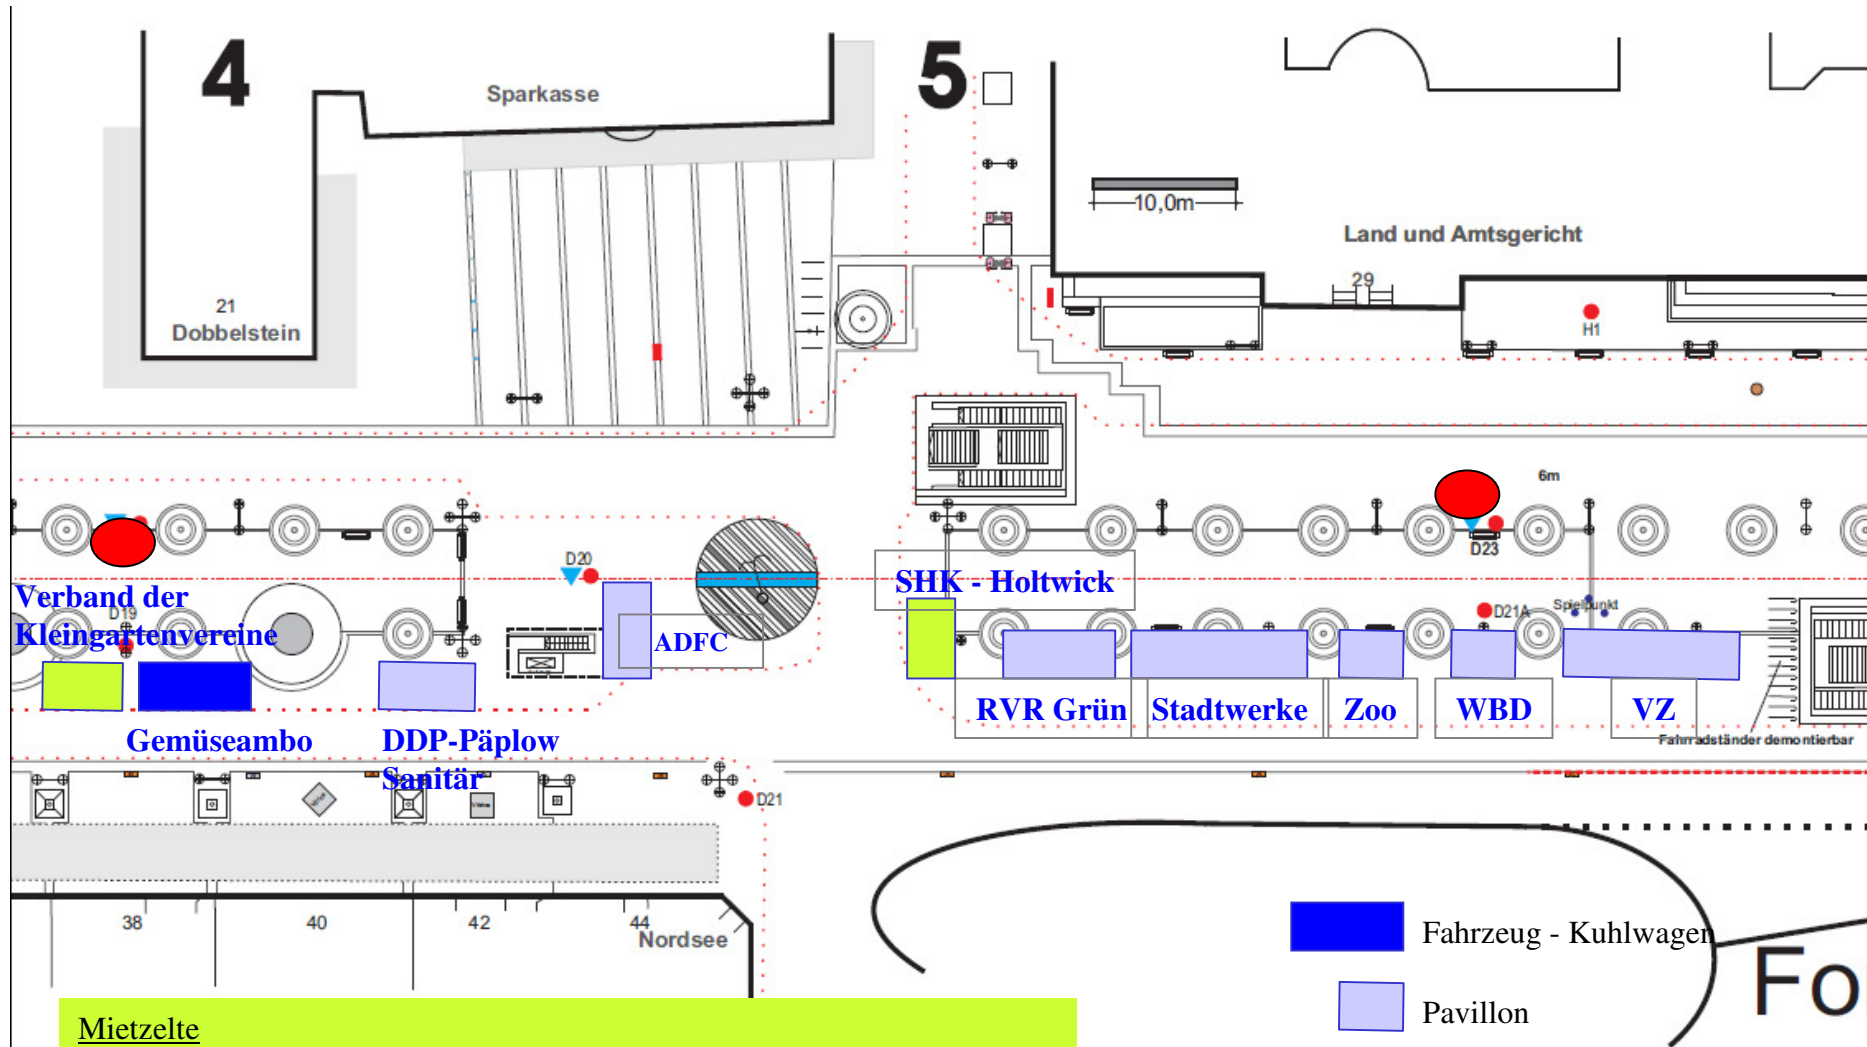 4
5
Sparkasse
10,0m
Land und Amtsgericht
29
21
Dobbelstein
H1
6m
D20
D23
SHK - Holtwick
Verband der
D19
Kleingartenvereine
ADFC
D21A
Spielpunkt
RVR Grün
Stadtwerke
Zoo
WBD
VZ
Gemüseambo
DDP-Päplow
Sanitär
Fahrradständer demontierbar
D21
38
40
42
44
Nordsee
Fahrzeug - Kuhlwagen
Pavillon
For
Mietzelte